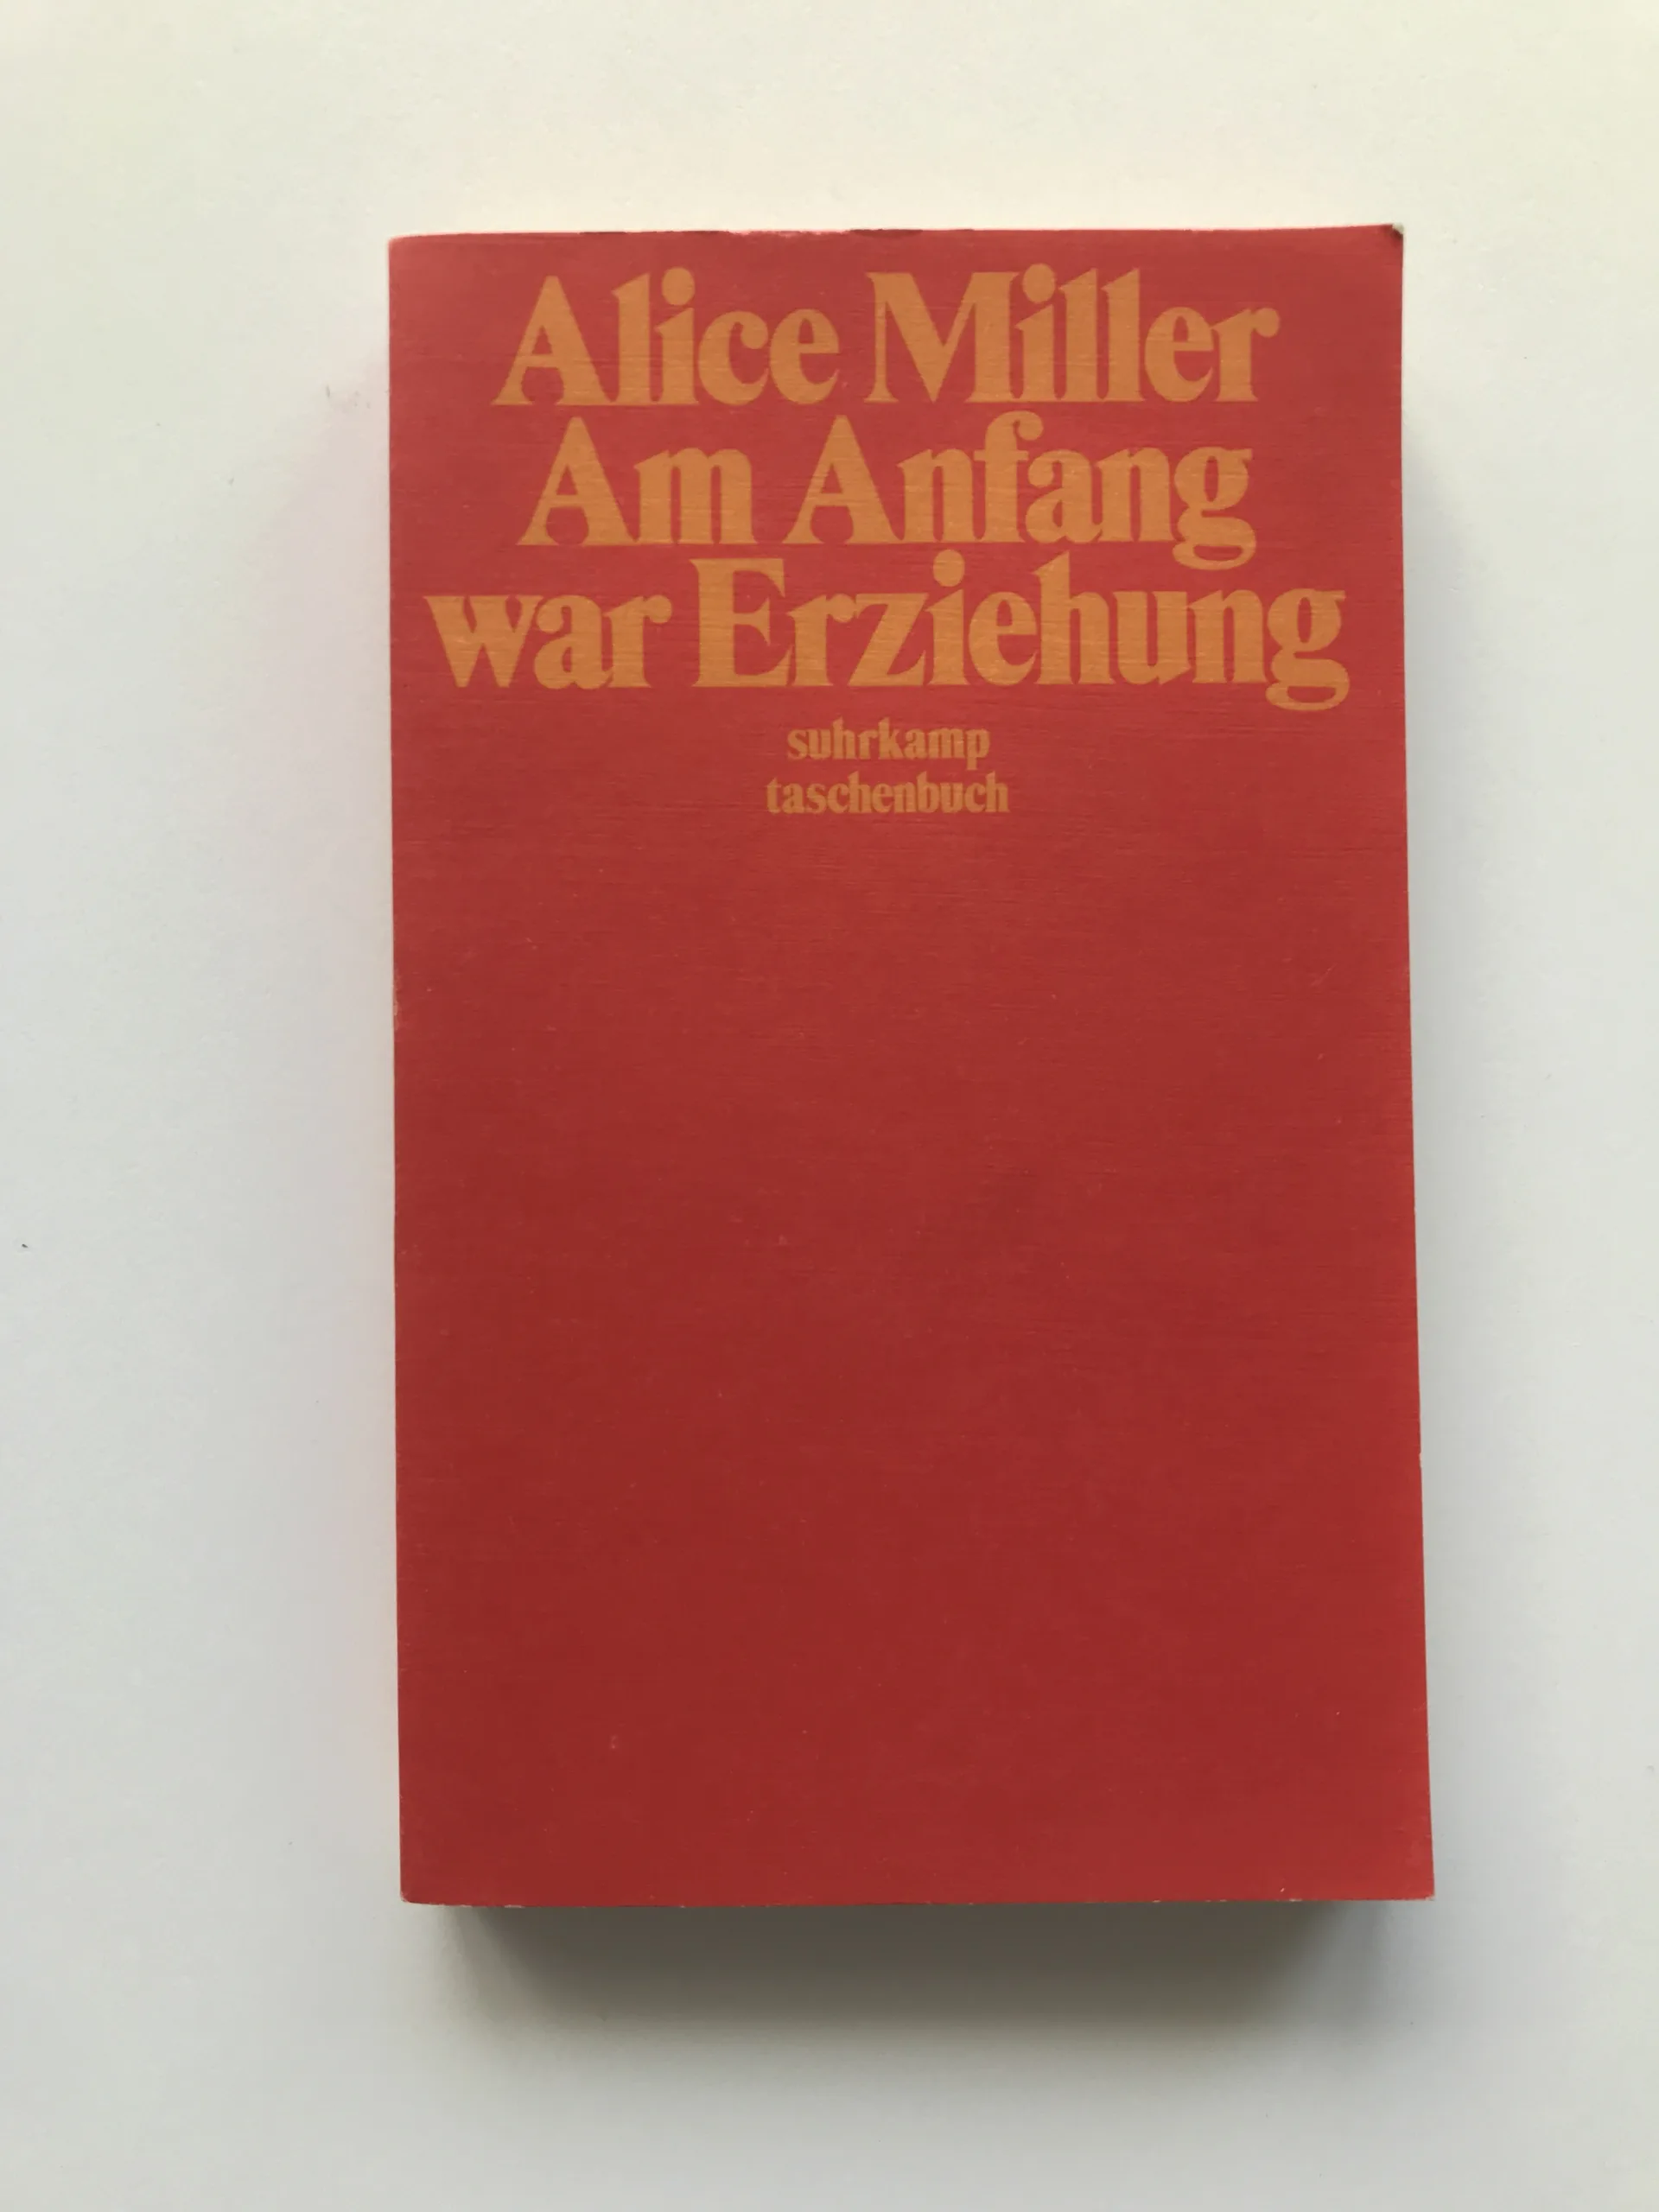 Alice Miller
Am Anfang
war Erziehung
suhrkamp
taschenbuch